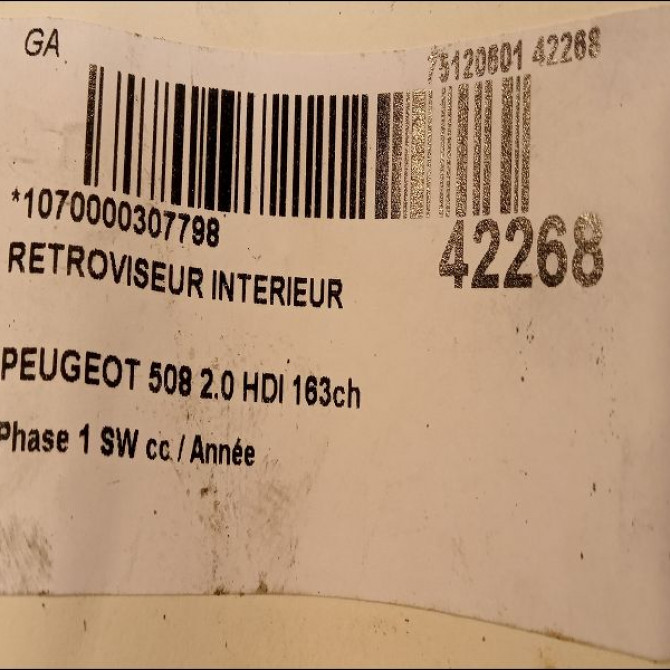 GA
75120601 42268
*1070000307798
42268
RETROVISEUR INTERIEUR
PEUGEOT 508 2.0 HDI 163ch
Phase 1 SW cc / Année